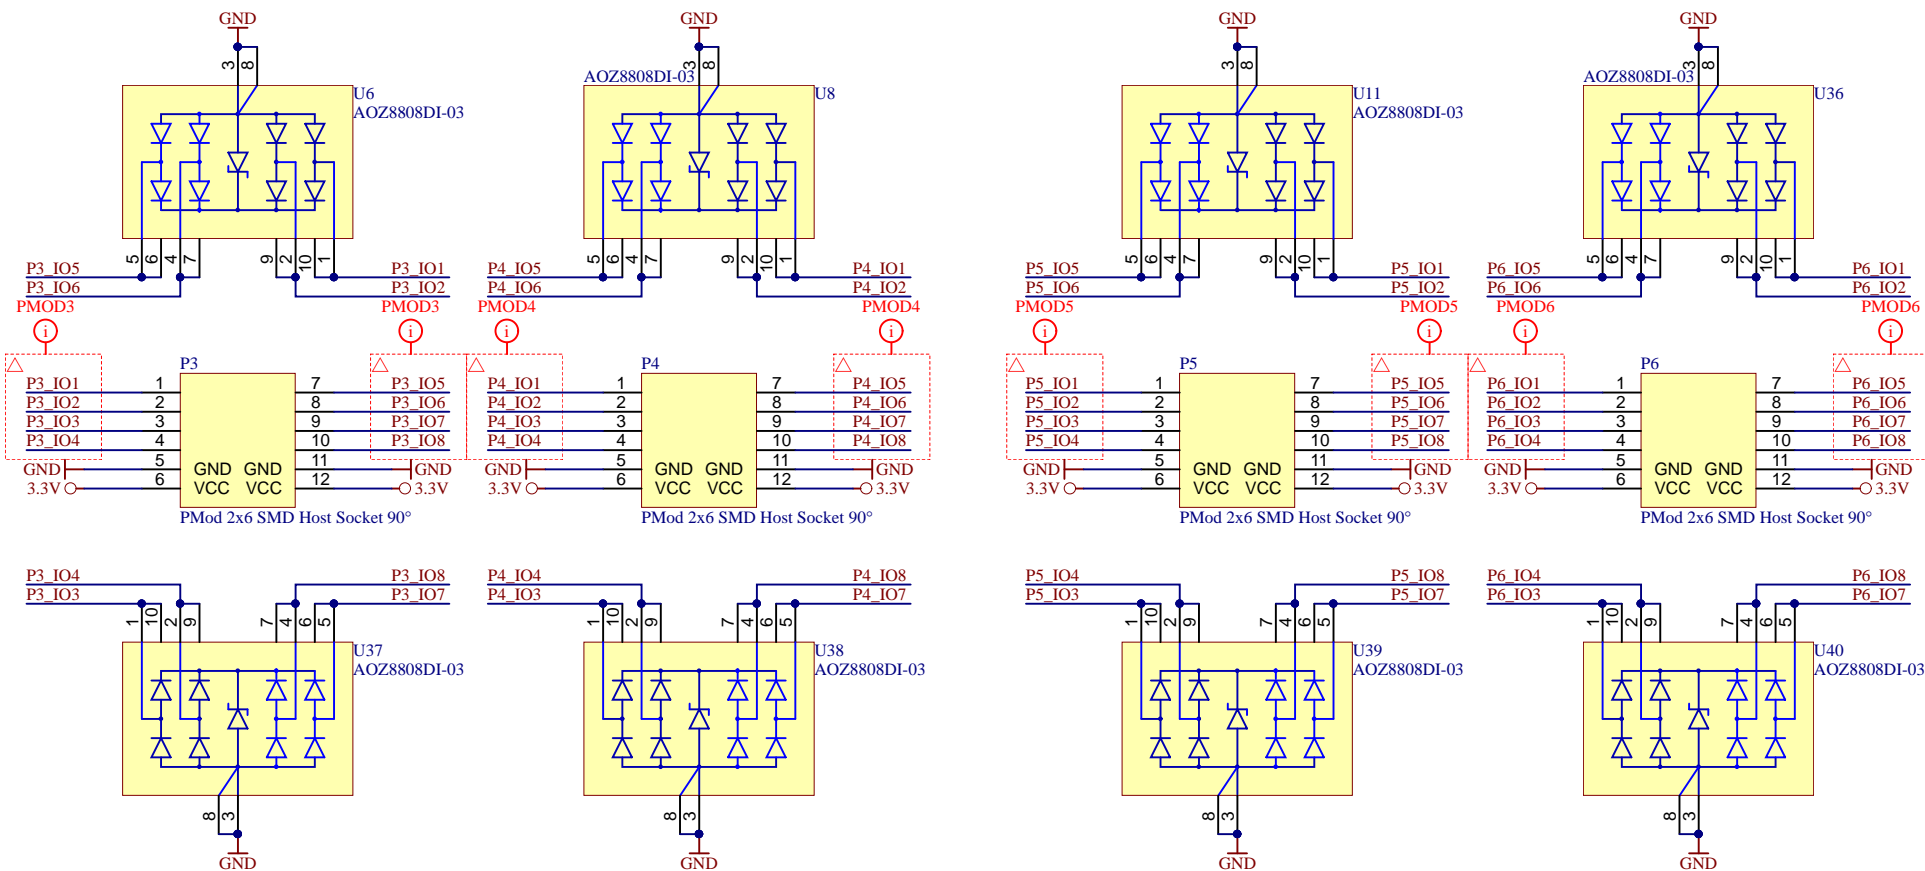 GND GND GND GND
3 8 3 8 3 8 3 8
U6
AOZ8808DI-03
AOZ8808DI-03
U8
U11
AOZ8808DI-03
AOZ8808DI-03
U36
5 6 4 7 9 2 10 1 5 6 4 7 9 2 10 1 5 6 4 7 9 2 10 1 5 6 4 7 9 2 10 1
P3_IO5 P3_IO1 P4_IO5 P4_IO1 P5_IO5 P5_IO1 P6_IO5 P6_IO1
P3_IO6 P3_IO2 P4_IO6 P4_IO2 P5_IO6 P5_IO2 P6_IO6 P6_IO2
PMOD3 PMOD3 PMOD4 PMOD4 PMOD5 PMOD5 PMOD6 PMOD6
i i i i i i i i
P3 P4 P5 P6
P3_IO1 1 7 P3_IO5 P4_IO1 1 7 P4_IO5 P5_IO1 1 7 P5_IO5 P6_IO1 1 7 P6_IO5
P3_IO2 2 8 P3_IO6 P4_IO2 2 8 P4_IO6 P5_IO2 2 8 P5_IO6 P6_IO2 2 8 P6_IO6
P3_IO3 3 9 P3_IO7 P4_IO3 3 9 P4_IO7 P5_IO3 3 9 P5_IO7 P6_IO3 3 9 P6_IO7
P3_IO4 4 10 P3_IO8 P4_IO4 4 10 P4_IO8 P5_IO4 4 10 P5_IO8 P6_IO4 4 10 P6_IO8
GND 5 GND GND 11 GND GND 5 GND GND 11 GND GND 5 GND GND 11 GND GND 5 GND GND 11 GND
3.3V 6 VCC VCC 12 3.3V 3.3V 6 VCC VCC 12 3.3V 3.3V 6 VCC VCC 12 3.3V 3.3V 6 VCC VCC 12 3.3V
PMod 2x6 SMD Host Socket 90° PMod 2x6 SMD Host Socket 90° PMod 2x6 SMD Host Socket 90° PMod 2x6 SMD Host Socket 90°
P3_IO4 P3_IO8 P4_IO4 P4_IO8 P5_IO4 P5_IO8 P6_IO4 P6_IO8
P3_IO3 P3_IO7 P4_IO3 P4_IO7 P5_IO3 P5_IO7 P6_IO3 P6_IO7
1 10 2 9 7 4 6 5 1 10 2 9 7 4 6 5 1 10 2 9 7 4 6 5 1 10 2 9 7 4 6 5
U37 U38 U39 U40
AOZ8808DI-03 AOZ8808DI-03 AOZ8808DI-03 AOZ8808DI-03
8 3 8 3 8 3 8 3
GND GND GND GND